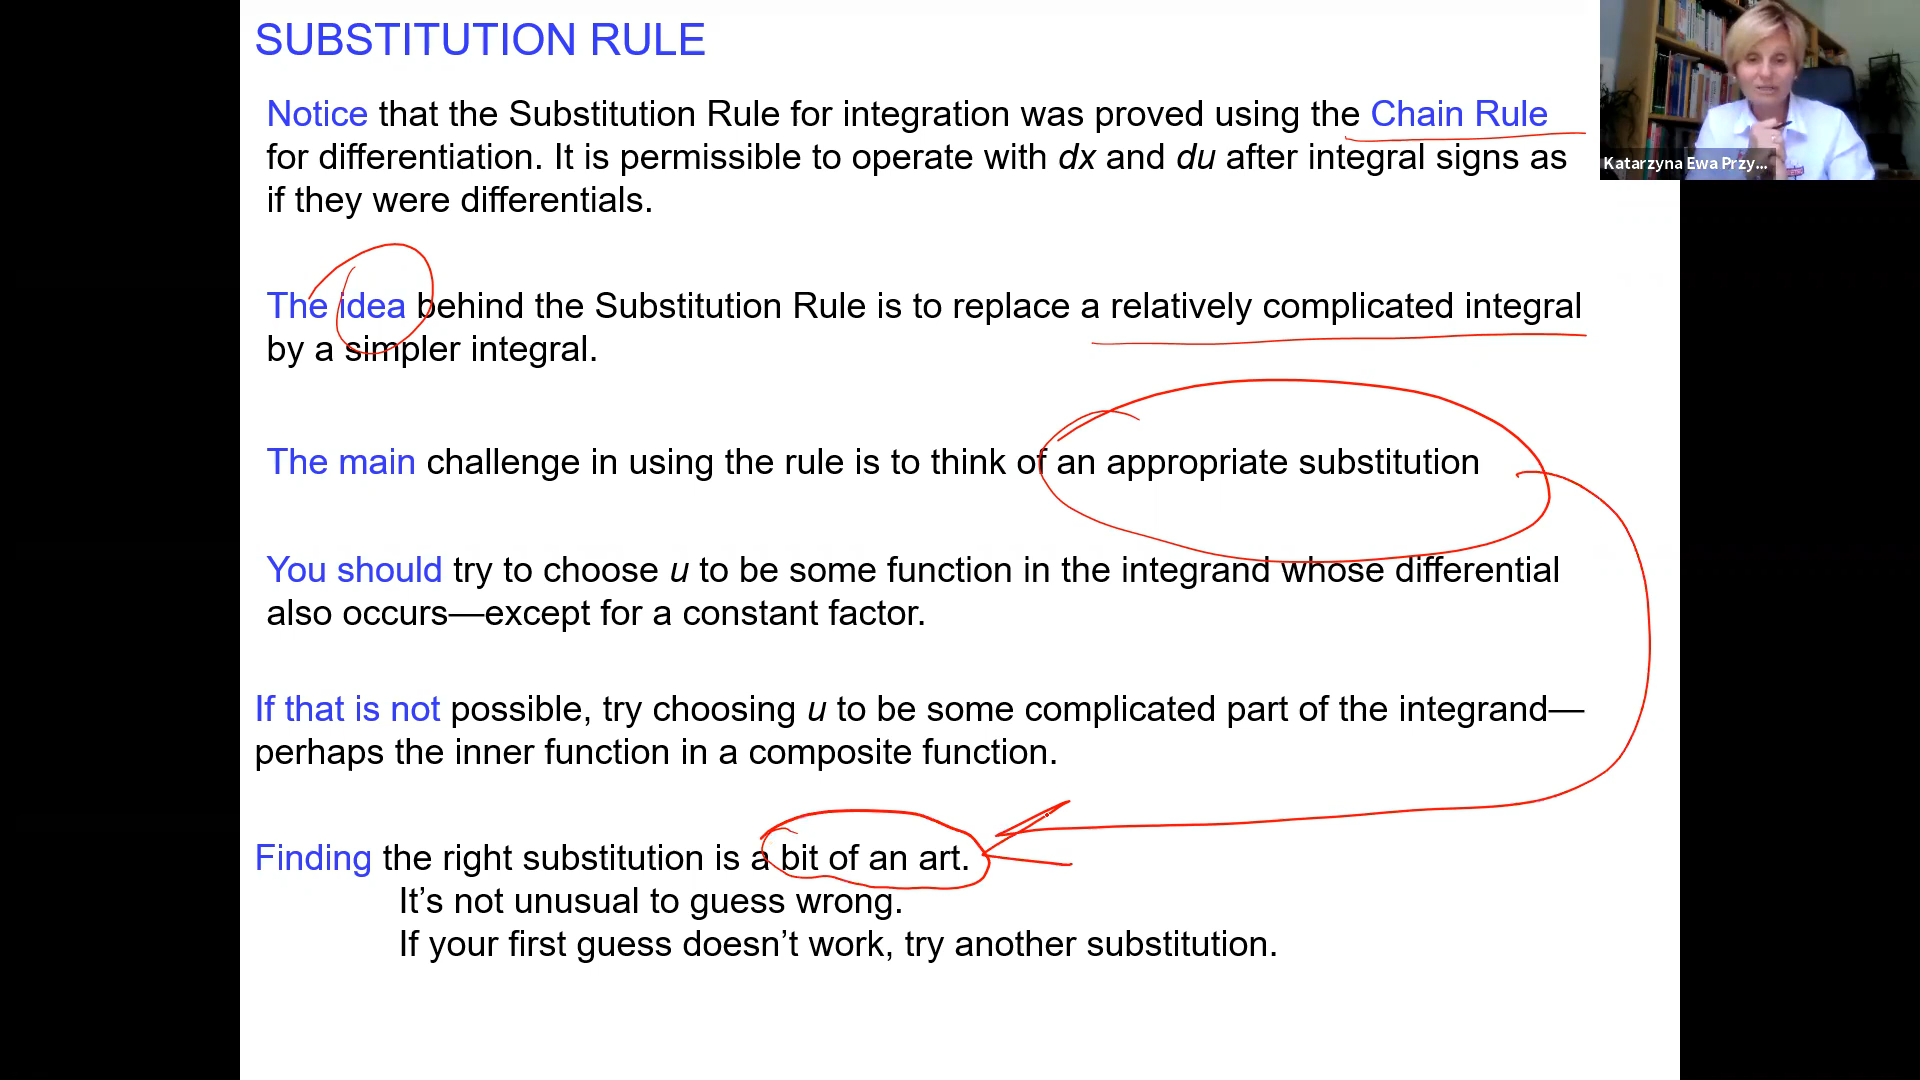 SUBSTITUTION RULE
Notice that the Substitution Rule for integration was proved using the Chain Rule
for differentiation. It is permissible to operate with dx and du after integral signs as
if they were differentials.
Katarzyna Ewa Przy...
The idea behind the Substitution Rule is to replace a relatively complicated integral
by a simpler integral.
The main challenge in using the rule is to think of an appropriate substitution
You should try to choose u to be some function in the integrand whose differential
also occurs—except for a constant factor.
If that is not possible, try choosing u to be some complicated part of the integrand—
perhaps the inner function in a composite function.
Finding the right substitution is a bit of an art.
It’s not unusual to guess wrong.
If your first guess doesn’t work, try another substitution.